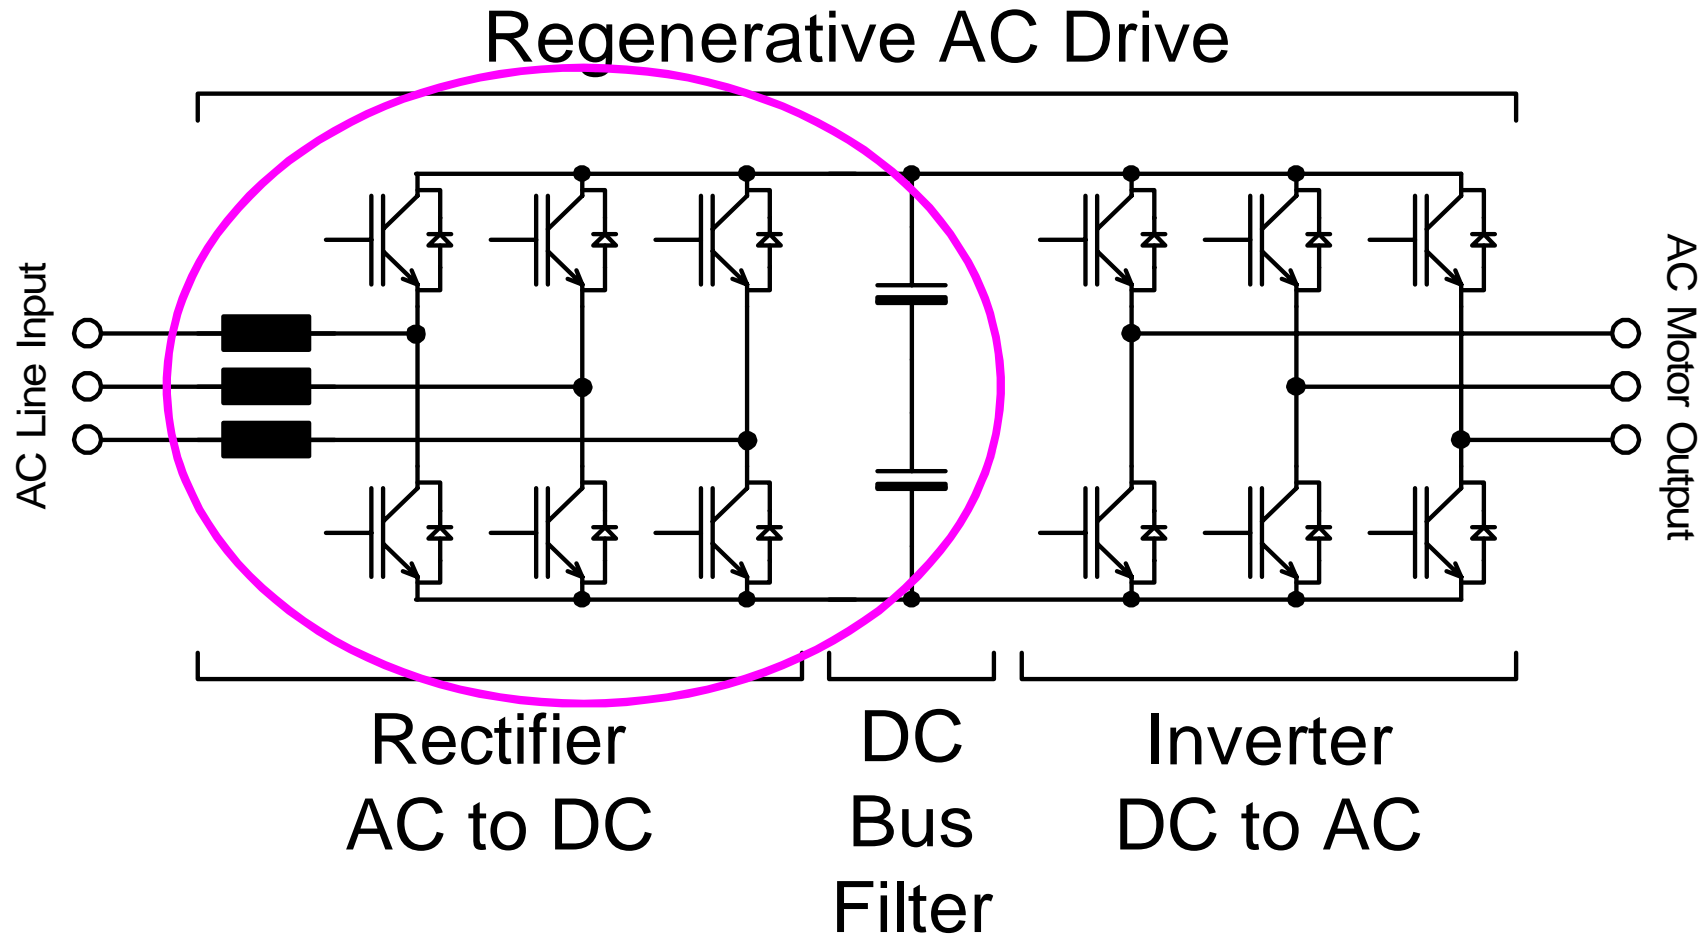 Regenerative AC Drive
AC Line Input
AC Motor Output
Rectifier
AC to DC
DC
Bus
Filter
Inverter
DC to AC